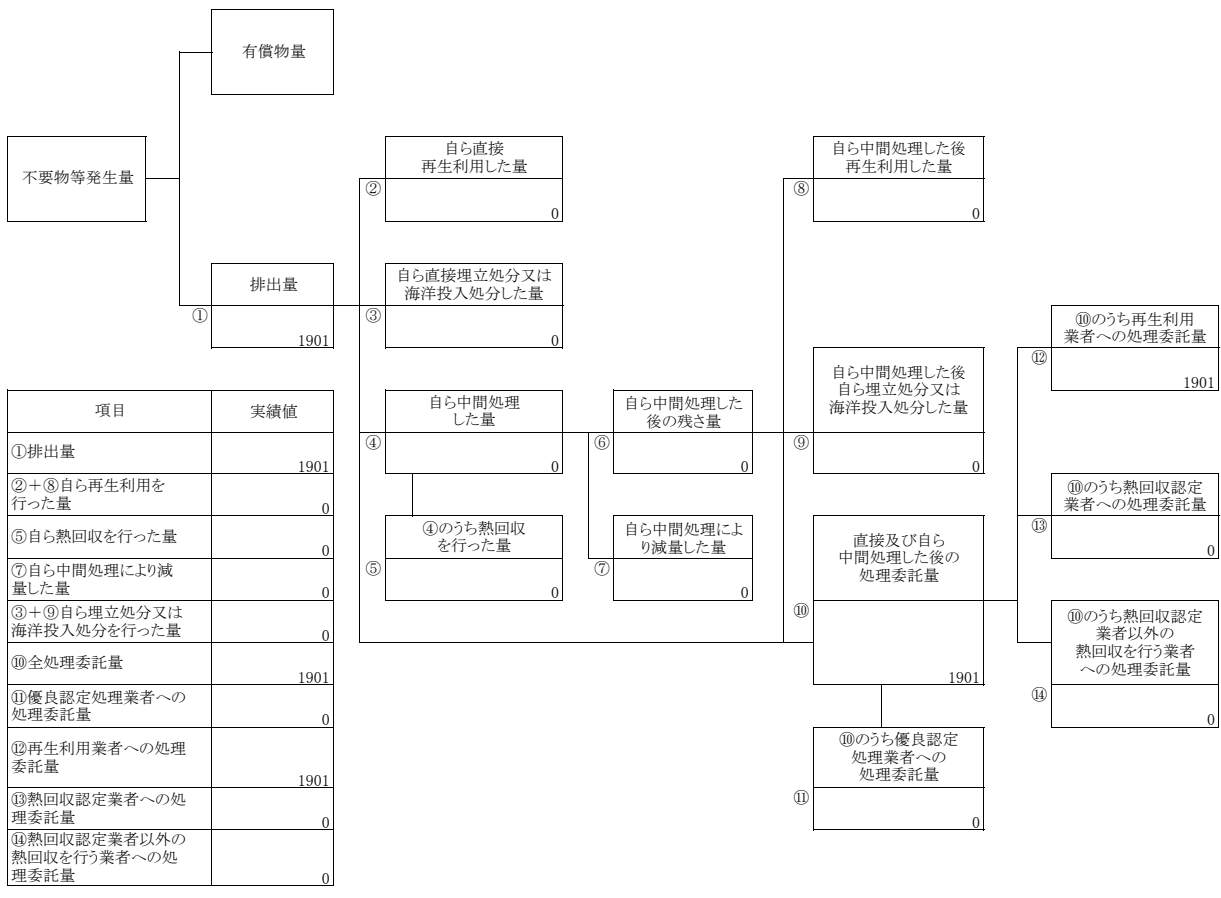 有償物量
不要物等発生量
排出量
①
1901
自ら直接
再生利用した量
②
0
自ら直接埋立処分又は
海洋投入処分した量
③
0
自ら中間処理
した量
④
0
④のうち熱回収
を行った量
⑤
0
自ら中間処理した
後の残さ量
⑥
0
自ら中間処理によ
り減量した量
⑦
0
自ら中間処理した後
再生利用した量
⑧
0
自ら中間処理した後
自ら埋立処分又は
海洋投入処分した量
⑨
0
直接及び自ら
中間処理した後の
処理委託量
⑩
1901
⑩のうち優良認定
処理業者への
処理委託量
⑪
0
⑩のうち再生利用
業者への処理委託量
⑫
1901
⑩のうち熱回収認定
業者への処理委託量
⑬
0
⑩のうち熱回収認定
業者以外の
熱回収を行う業者
への処理委託量
⑭
0
項目 実績値
①排出量
1901
②＋⑧自ら再生利用を
行った量
0
⑤自ら熱回収を行った量
0
⑦自ら中間処理により減
量した量
0
③＋⑨自ら埋立処分又は
海洋投入処分を行った量
0
⑩全処理委託量
1901
⑪優良認定処理業者への
処理委託量
0
⑫再生利用業者への処理
委託量
1901
⑬熱回収認定業者への処
理委託量
0
⑭熱回収認定業者以外の
熱回収を行う業者への処
理委託量
0